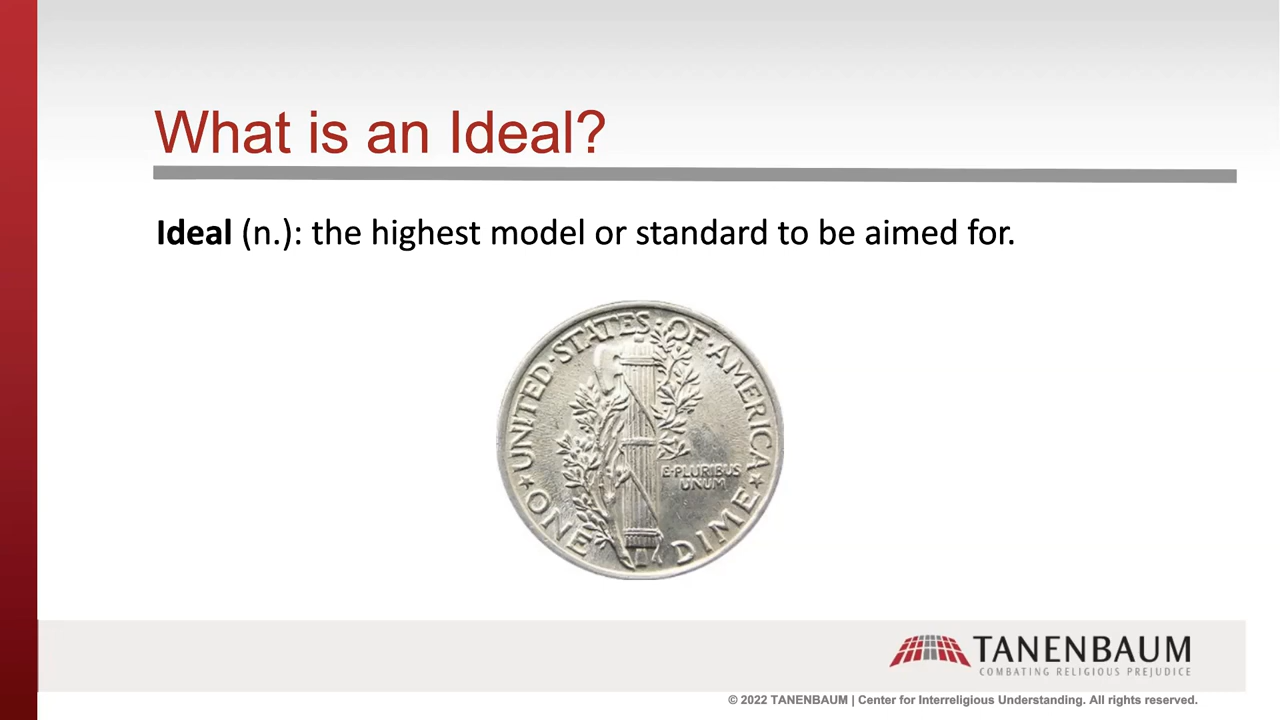 What is an Ideal?
Ideal (n.): the highest model or standard to be aimed for.
UNITED·STATES·OF·AMERICA
E·PLURIBUS
UNUM
ONE DIME
TANENBAUM
COMBATING RELIGIOUS PREJUDICE
© 2022 TANENBAUM | Center for Interreligious Understanding. All rights reserved.